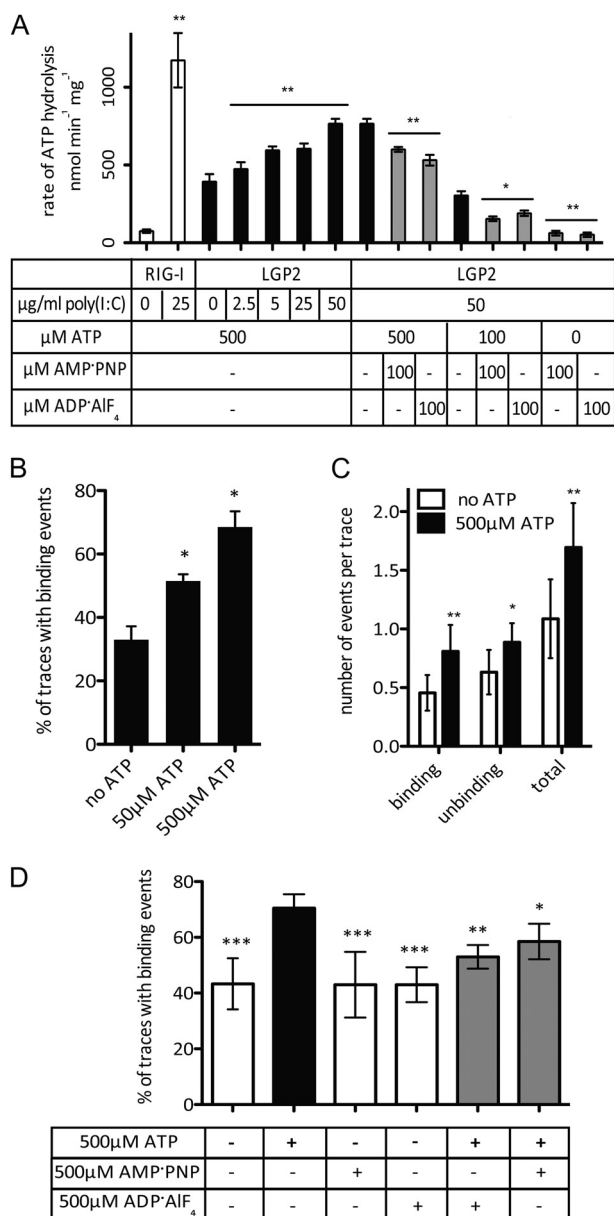 A
rate of ATP hydrolysis
nmol min⁻¹ mg⁻¹
1000
500
0
**
**
**
*
**
RIG-I LGP2 LGP2
µg/ml poly(I:C) 0 25 0 2.5 5 25 50 50
µM ATP 500 500 100 0
µM AMP·PNP - - 100 - - 100 - 100 -
µM ADP·AlF₄ - - - 100 - - 100 - 100
B
% of traces with binding events
80
60
40
20
0
*
*
no ATP
50µM ATP
500µM ATP
C
number of events per trace
2.0
1.5
1.0
0.5
0.0
no ATP
500µM ATP
**
*
**
binding
unbinding
total
D
% of traces with binding events
80
60
40
20
0
***
***
***
**
*
500µM ATP - + - - + +
500µM AMP·PNP - - + - - +
500µM ADP·AlF₄ - - - + + -